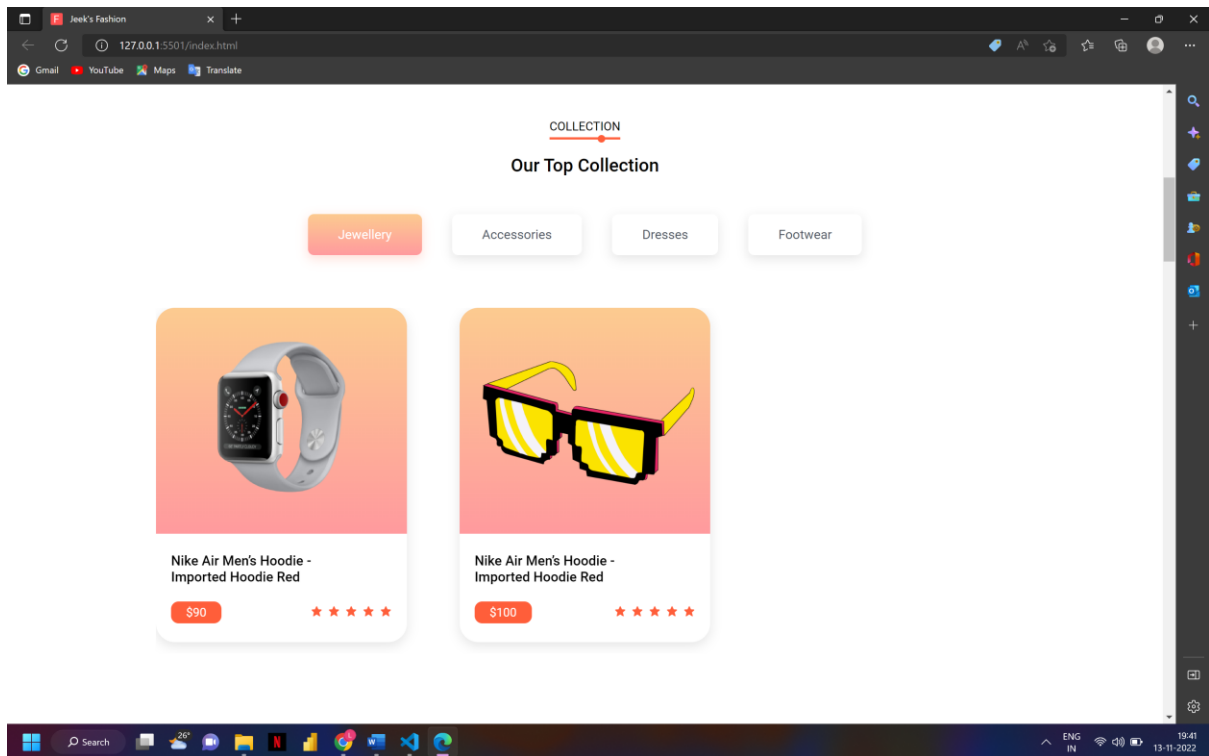 F Jeek's Fashion
127.0.0.1:5501/index.html
Gmail YouTube Maps Translate
COLLECTION
Our Top Collection
Jewellery Accessories Dresses Footwear
Nike Air Men's Hoodie -
Imported Hoodie Red
$90
Nike Air Men's Hoodie -
Imported Hoodie Red
$100
Search
26°
ENG
IN
19:41
13-11-2022